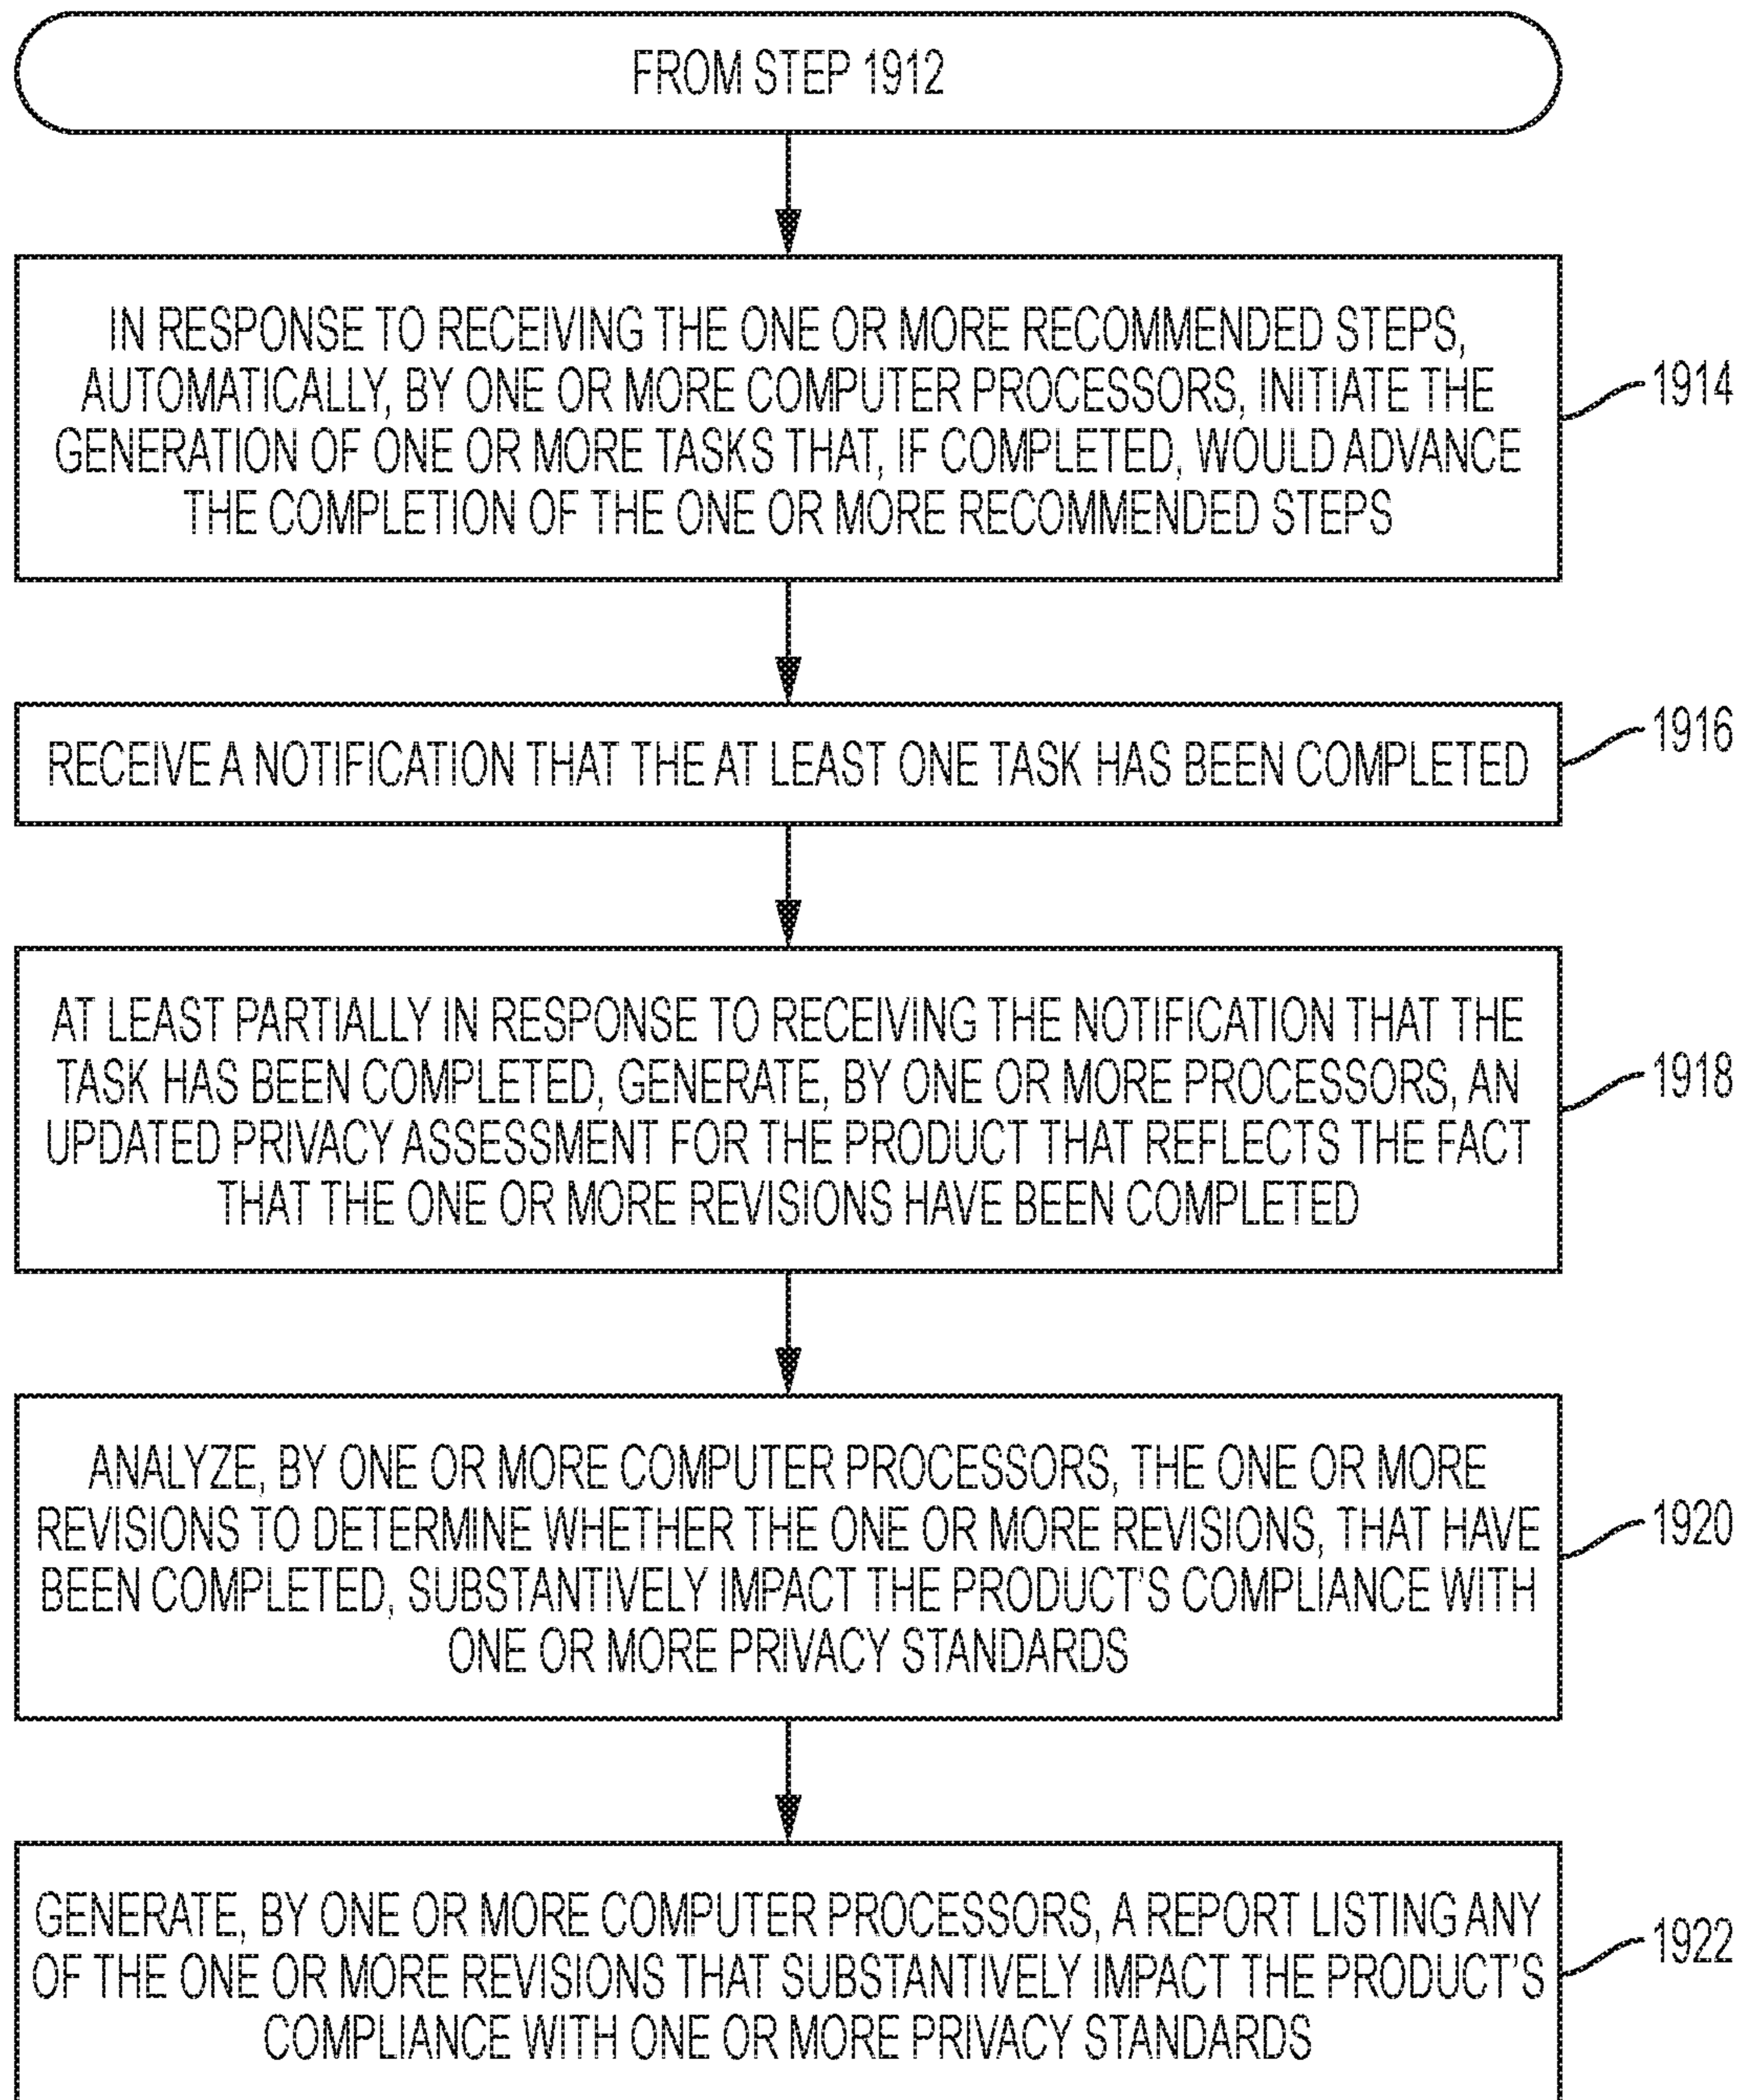 FROM STEP 1912
IN RESPONSE TO RECEIVING THE ONE OR MORE RECOMMENDED STEPS,
AUTOMATICALLY, BY ONE OR MORE COMPUTER PROCESSORS, INITIATE THE
GENERATION OF ONE OR MORE TASKS THAT, IF COMPLETED, WOULD ADVANCE
THE COMPLETION OF THE ONE OR MORE RECOMMENDED STEPS
1914
RECEIVE A NOTIFICATION THAT THE AT LEAST ONE TASK HAS BEEN COMPLETED
1916
AT LEAST PARTIALLY IN RESPONSE TO RECEIVING THE NOTIFICATION THAT THE
TASK HAS BEEN COMPLETED, GENERATE, BY ONE OR MORE PROCESSORS, AN
UPDATED PRIVACY ASSESSMENT FOR THE PRODUCT THAT REFLECTS THE FACT
THAT THE ONE OR MORE REVISIONS HAVE BEEN COMPLETED
1918
ANALYZE, BY ONE OR MORE COMPUTER PROCESSORS, THE ONE OR MORE
REVISIONS TO DETERMINE WHETHER THE ONE OR MORE REVISIONS, THAT HAVE
BEEN COMPLETED, SUBSTANTIVELY IMPACT THE PRODUCT'S COMPLIANCE WITH
ONE OR MORE PRIVACY STANDARDS
1920
GENERATE, BY ONE OR MORE COMPUTER PROCESSORS, A REPORT LISTING ANY
OF THE ONE OR MORE REVISIONS THAT SUBSTANTIVELY IMPACT THE PRODUCT'S
COMPLIANCE WITH ONE OR MORE PRIVACY STANDARDS
1922